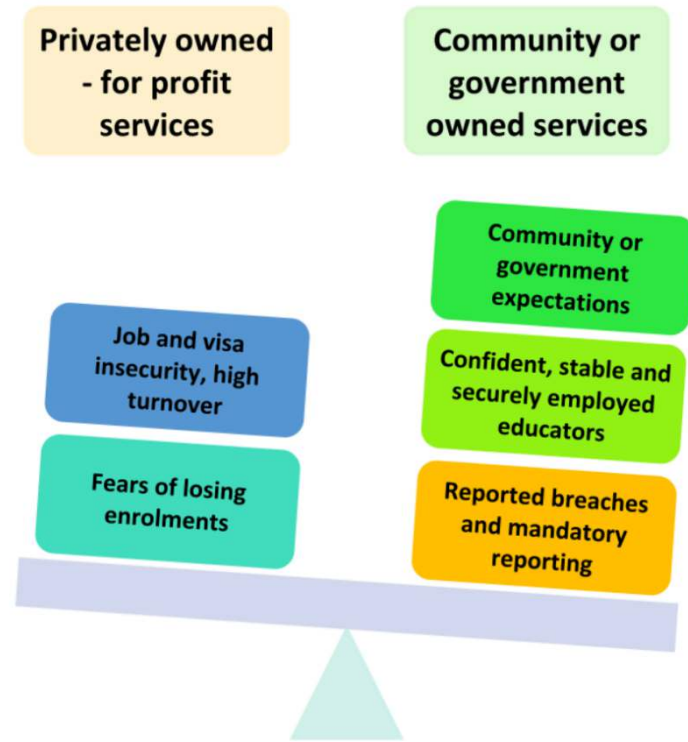 Privately owned
- for profit
services
Community or
government
owned services
Job and visa
insecurity, high
turnover
Fears of losing
enrolments
Community or
government
expectations
Confident, stable and
securely employed
educators
Reported breaches
and mandatory
reporting